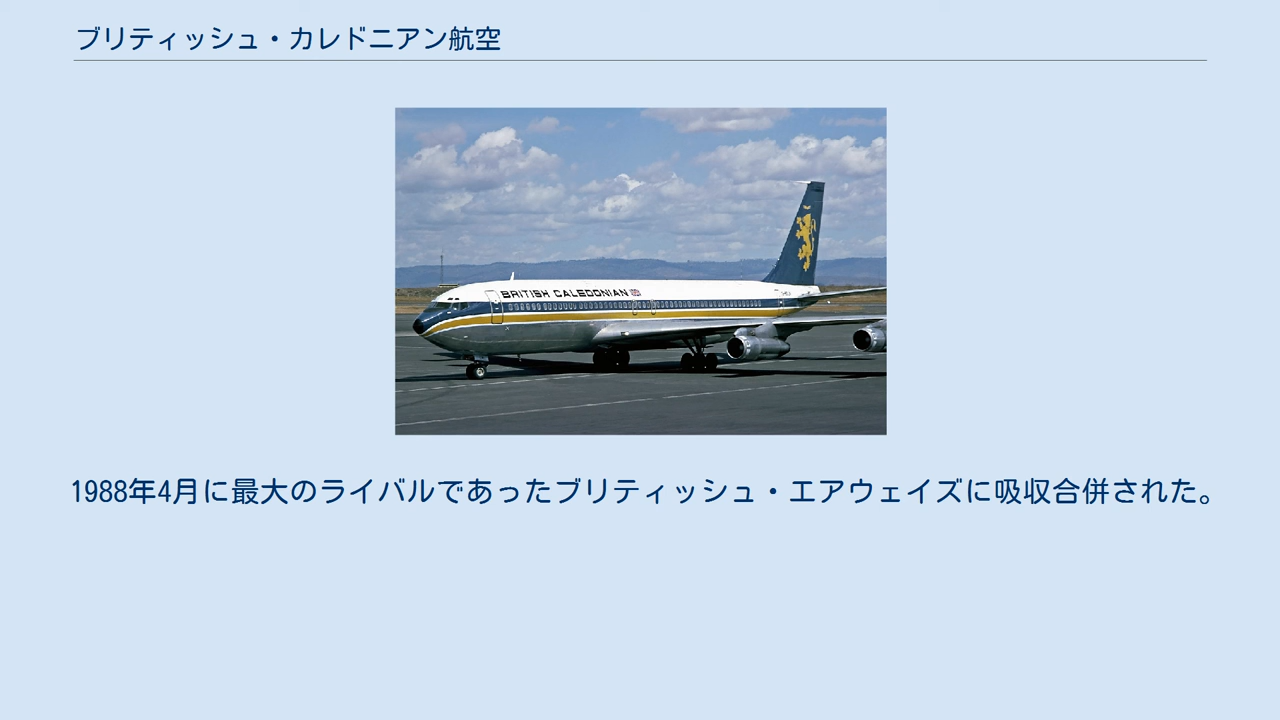 ブリティッシュ・カレドニアン航空
BRITISH CALEDONIAN
1988年4月に最大のライバルであったブリティッシュ・エアウェイズに吸収合併された。